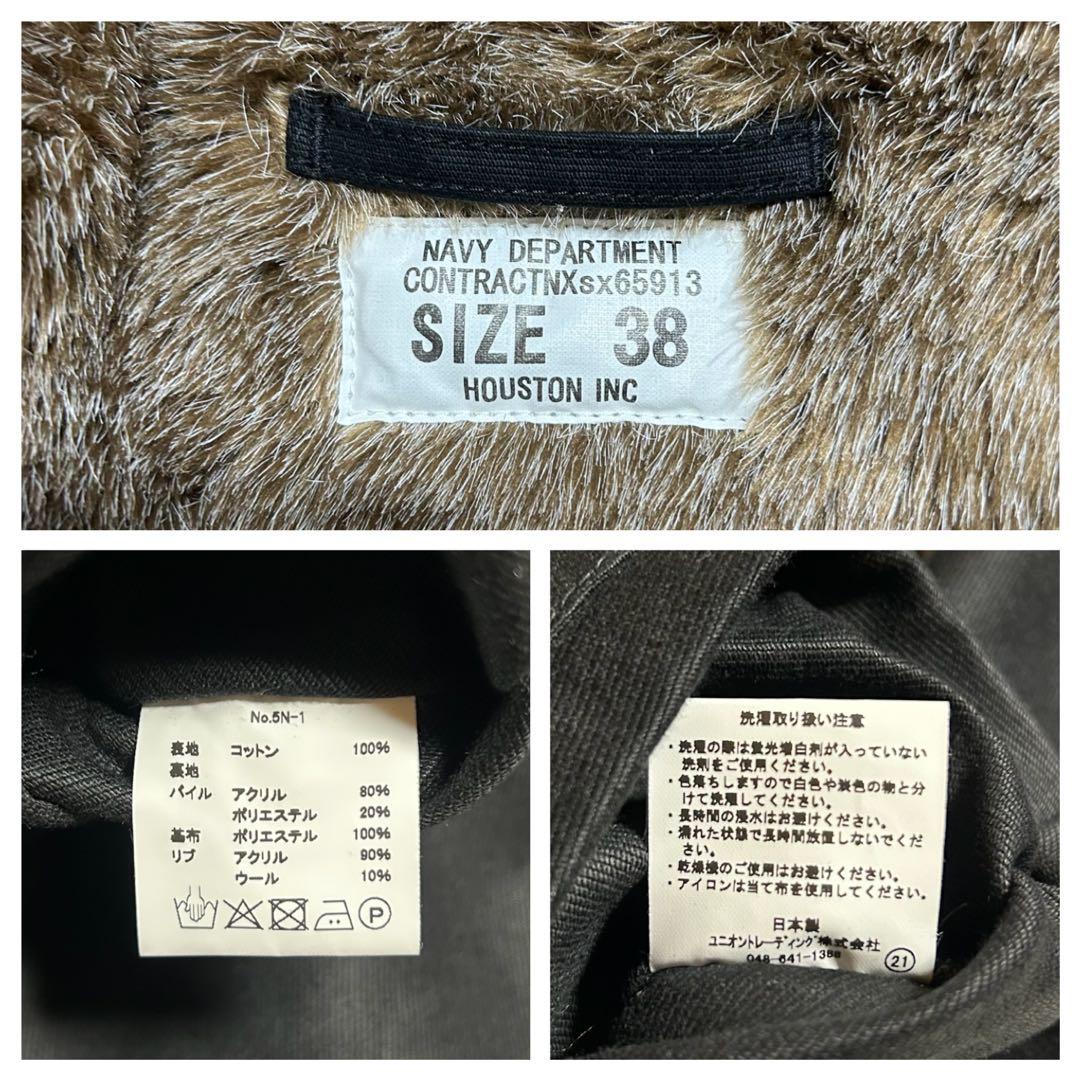 NAVY DEPARTMENT
CONTRACTNXsx65913
SIZE 38
HOUSTON INC
No.5N-1
表地 コットン 100%
裏地
パイル アクリル 80%
ポリエステル 20%
基布 ポリエステル 100%
リブ アクリル 90%
ウール 10%
P
洗濯取り扱い注意
・洗濯の際は蛍光増白剤が入っていない
洗剤をご使用ください。
・色落ちしますので白色や淡色の物と分
けて洗濯してください。
・長時間の浸水はお避けください。
・濡れた状態で長時間放置しないでくだ
さい。
・乾燥機のご使用はお避けください。
・アイロンは当て布を使用してください。
日本製
ユニオントレーディング株式会社
21